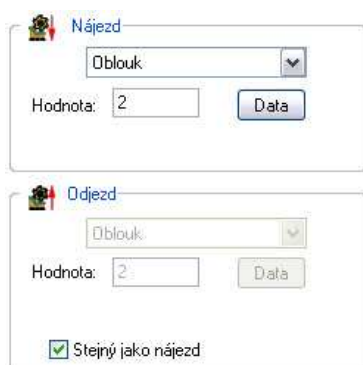 Nájezd
Oblouk
Hodnota: 2 Data
Odjezd
Oblouk
Hodnota: 2 Data
Stejný jako nájezd